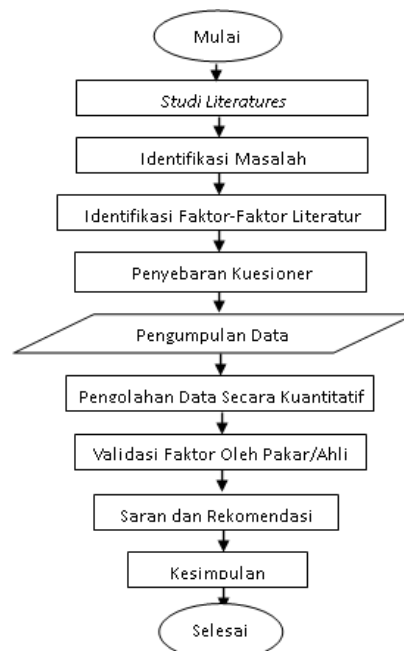 Mulai
Studi Literatures
Identifikasi Masalah
Identifikasi Faktor-Faktor Literatur
Penyebaran Kuesioner
Pengumpulan Data
Pengolahan Data Secara Kuantitatif
Validasi Faktor Oleh Pakar/Ahli
Saran dan Rekomendasi
Kesimpulan
Selesai